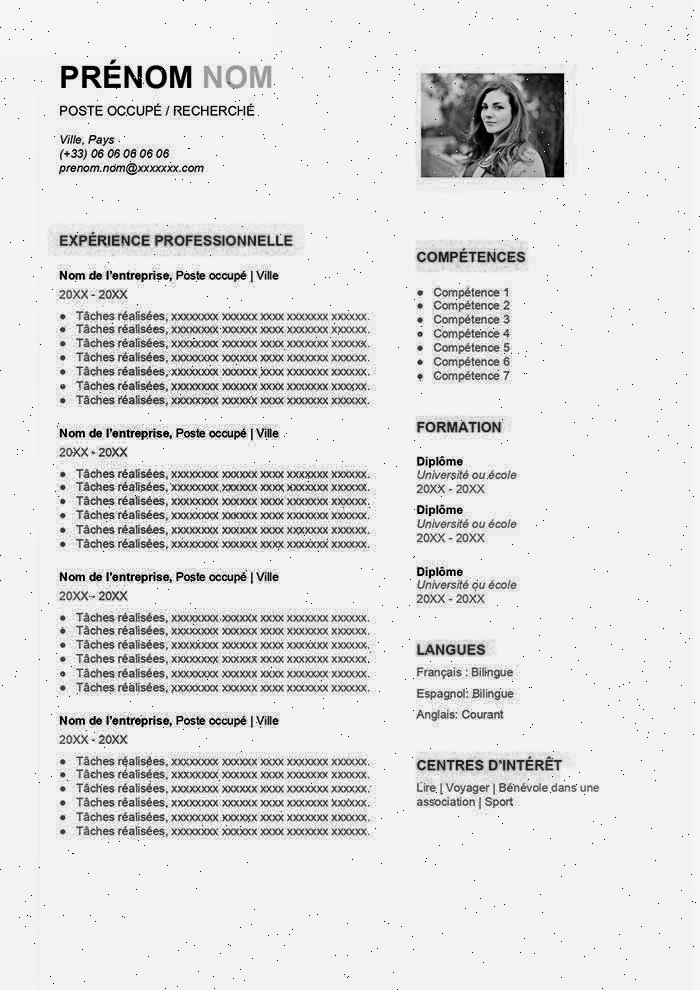 PRÉNOM NOM
POSTE OCCUPÉ / RECHERCHÉ
Ville, Pays
(+33) 06 06 06 06 06
prenom.nom@xxxxxxx.com
EXPÉRIENCE PROFESSIONNELLE
Nom de l'entreprise, Poste occupé | Ville
20XX - 20XX
● Tâches réalisées, xxxxxxxx xxxxxx xxxx xxxxxxx xxxxxx.
● Tâches réalisées, xxxxxxxx xxxxxx xxxx xxxxxxx xxxxxx.
● Tâches réalisées, xxxxxxxx xxxxxx xxxx xxxxxxx xxxxxx.
● Tâches réalisées, xxxxxxxx xxxxxx xxxx xxxxxxx xxxxxx.
● Tâches réalisées, xxxxxxxx xxxxxx xxxx xxxxxxx xxxxxx.
● Tâches réalisées, xxxxxxxx xxxxxx xxxx xxxxxxx xxxxxx.
● Tâches réalisées, xxxxxxxx xxxxxx xxxx xxxxxxx xxxxxx.
Nom de l'entreprise, Poste occupé | Ville
20XX - 20XX
● Tâches réalisées, xxxxxxxx xxxxxx xxxx xxxxxxx xxxxxx.
● Tâches réalisées, xxxxxxxx xxxxxx xxxx xxxxxxx xxxxxx.
● Tâches réalisées, xxxxxxxx xxxxxx xxxx xxxxxxx xxxxxx.
● Tâches réalisées, xxxxxxxx xxxxxx xxxx xxxxxxx xxxxxx.
● Tâches réalisées, xxxxxxxx xxxxxx xxxx xxxxxxx xxxxxx.
● Tâches réalisées, xxxxxxxx xxxxxx xxxx xxxxxxx xxxxxx.
Nom de l'entreprise, Poste occupé | Ville
20XX - 20XX
● Tâches réalisées, xxxxxxxx xxxxxx xxxx xxxxxxx xxxxxx.
● Tâches réalisées, xxxxxxxx xxxxxx xxxx xxxxxxx xxxxxx.
● Tâches réalisées, xxxxxxxx xxxxxx xxxx xxxxxxx xxxxxx.
● Tâches réalisées, xxxxxxxx xxxxxx xxxx xxxxxxx xxxxxx.
● Tâches réalisées, xxxxxxxx xxxxxx xxxx xxxxxxx xxxxxx.
● Tâches réalisées, xxxxxxxx xxxxxx xxxx xxxxxxx xxxxxx.
Nom de l'entreprise, Poste occupé | Ville
20XX - 20XX
● Tâches réalisées, xxxxxxxx xxxxxx xxxx xxxxxxx xxxxxx.
● Tâches réalisées, xxxxxxxx xxxxxx xxxx xxxxxxx xxxxxx.
● Tâches réalisées, xxxxxxxx xxxxxx xxxx xxxxxxx xxxxxx.
● Tâches réalisées, xxxxxxxx xxxxxx xxxx xxxxxxx xxxxxx.
● Tâches réalisées, xxxxxxxx xxxxxx xxxx xxxxxxx xxxxxx.
● Tâches réalisées, xxxxxxxx xxxxxx xxxx xxxxxxx xxxxxx.
COMPÉTENCES
● Compétence 1
● Compétence 2
● Compétence 3
● Compétence 4
● Compétence 5
● Compétence 6
● Compétence 7
FORMATION
Diplôme
Université ou école
20XX - 20XX
Diplôme
Université ou école
20XX - 20XX
Diplôme
Université ou école
20XX - 20XX
LANGUES
Français : Bilingue
Espagnol: Bilingue
Anglais: Courant
CENTRES D'INTÉRÊT
Lire | Voyager | Bénévole dans une
association | Sport